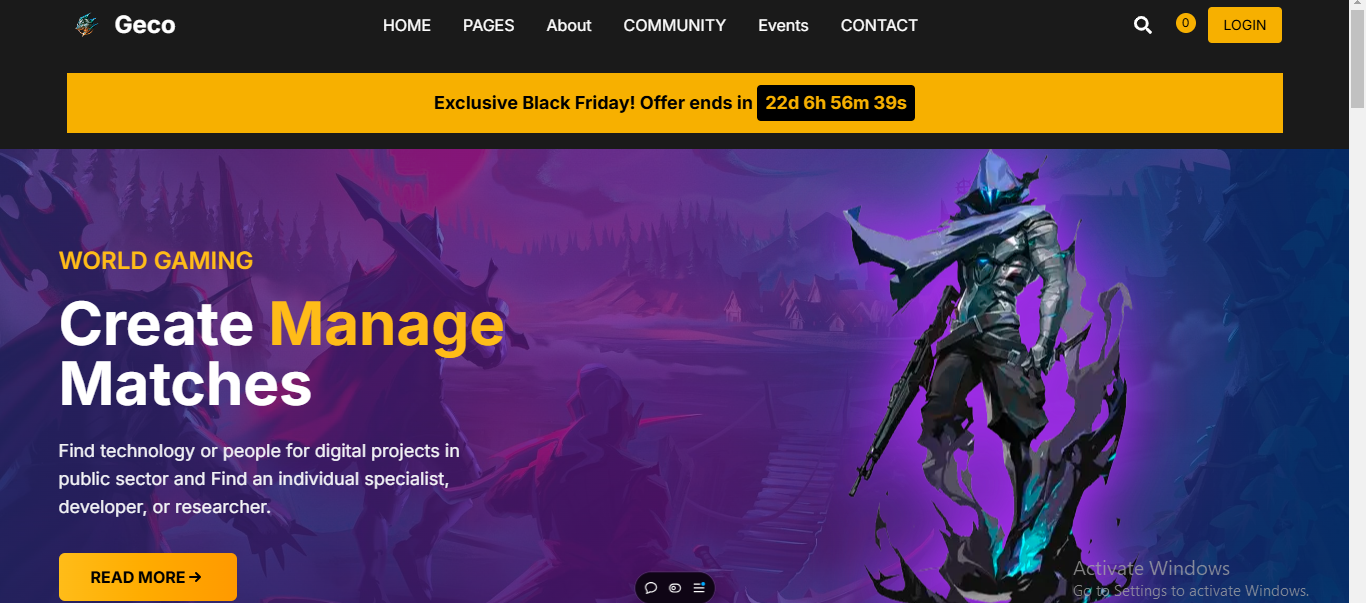 Geco
HOME PAGES About COMMUNITY Events CONTACT
0
LOGIN
Exclusive Black Friday! Offer ends in 22d 6h 56m 39s
WORLD GAMING
Create Manage
Matches
Find technology or people for digital projects in
public sector and Find an individual specialist,
developer, or researcher.
READ MORE
Activate Windows
Go to Settings to activate Windows.